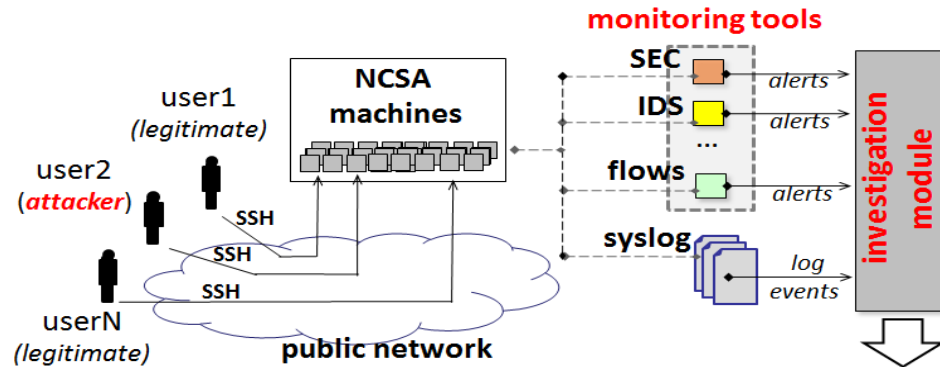 monitoring tools
SEC
alerts
IDS
alerts
...
flows
alerts
syslog
log
events
investigation
module
NCSA
machines
user1
(legitimate)
user2
(attacker)
userN
(legitimate)
SSH
SSH
SSH
public network